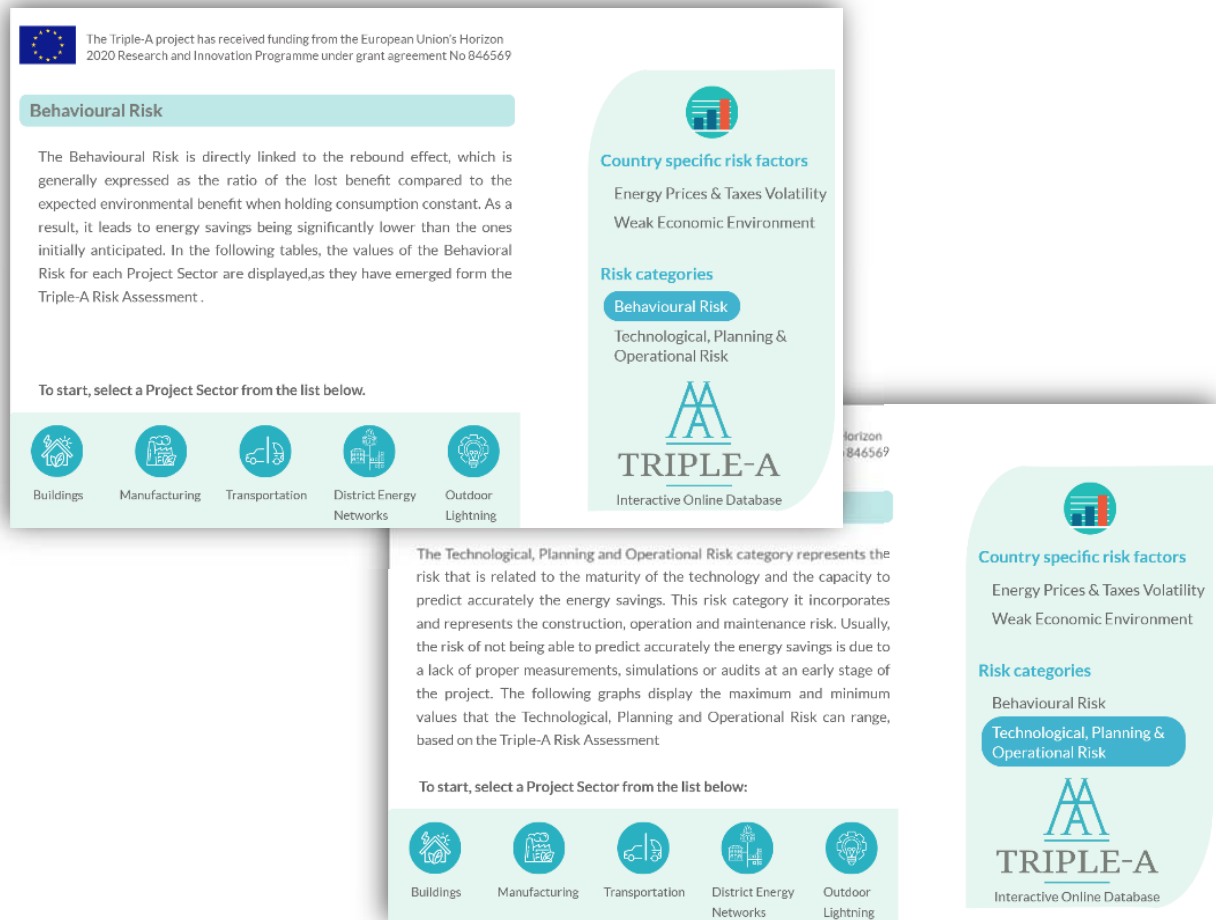 The Triple-A project has received funding from the European Union's Horizon
2020 Research and Innovation Programme under grant agreement No 846569
Behavioural Risk
The Behavioural Risk is directly linked to the rebound effect, which is
generally expressed as the ratio of the lost benefit compared to the
expected environmental benefit when holding consumption constant. As a
result, it leads to energy savings being significantly lower than the ones
initially anticipated. In the following tables, the values of the Behavioral
Risk for each Project Sector are displayed,as they have emerged form the
Triple-A Risk Assessment .
To start, select a Project Sector from the list below.
Buildings
Manufacturing
Transportation
District Energy
Networks
Outdoor
Lightning
Country specific risk factors
Energy Prices & Taxes Volatility
Weak Economic Environment
Risk categories
Behavioural Risk
Technological, Planning &
Operational Risk
TRIPLE-A
Interactive Online Database
Horizon
846569
The Technological, Planning and Operational Risk category represents the
risk that is related to the maturity of the technology and the capacity to
predict accurately the energy savings. This risk category it incorporates
and represents the construction, operation and maintenance risk. Usually,
the risk of not being able to predict accurately the energy savings is due to
a lack of proper measurements, simulations or audits at an early stage of
the project. The following graphs display the maximum and minimum
values that the Technological, Planning and Operational Risk can range,
based on the Triple-A Risk Assessment
To start, select a Project Sector from the list below:
Buildings
Manufacturing
Transportation
District Energy
Networks
Outdoor
Lightning
Country specific risk factors
Energy Prices & Taxes Volatility
Weak Economic Environment
Risk categories
Behavioural Risk
Technological, Planning &
Operational Risk
TRIPLE-A
Interactive Online Database